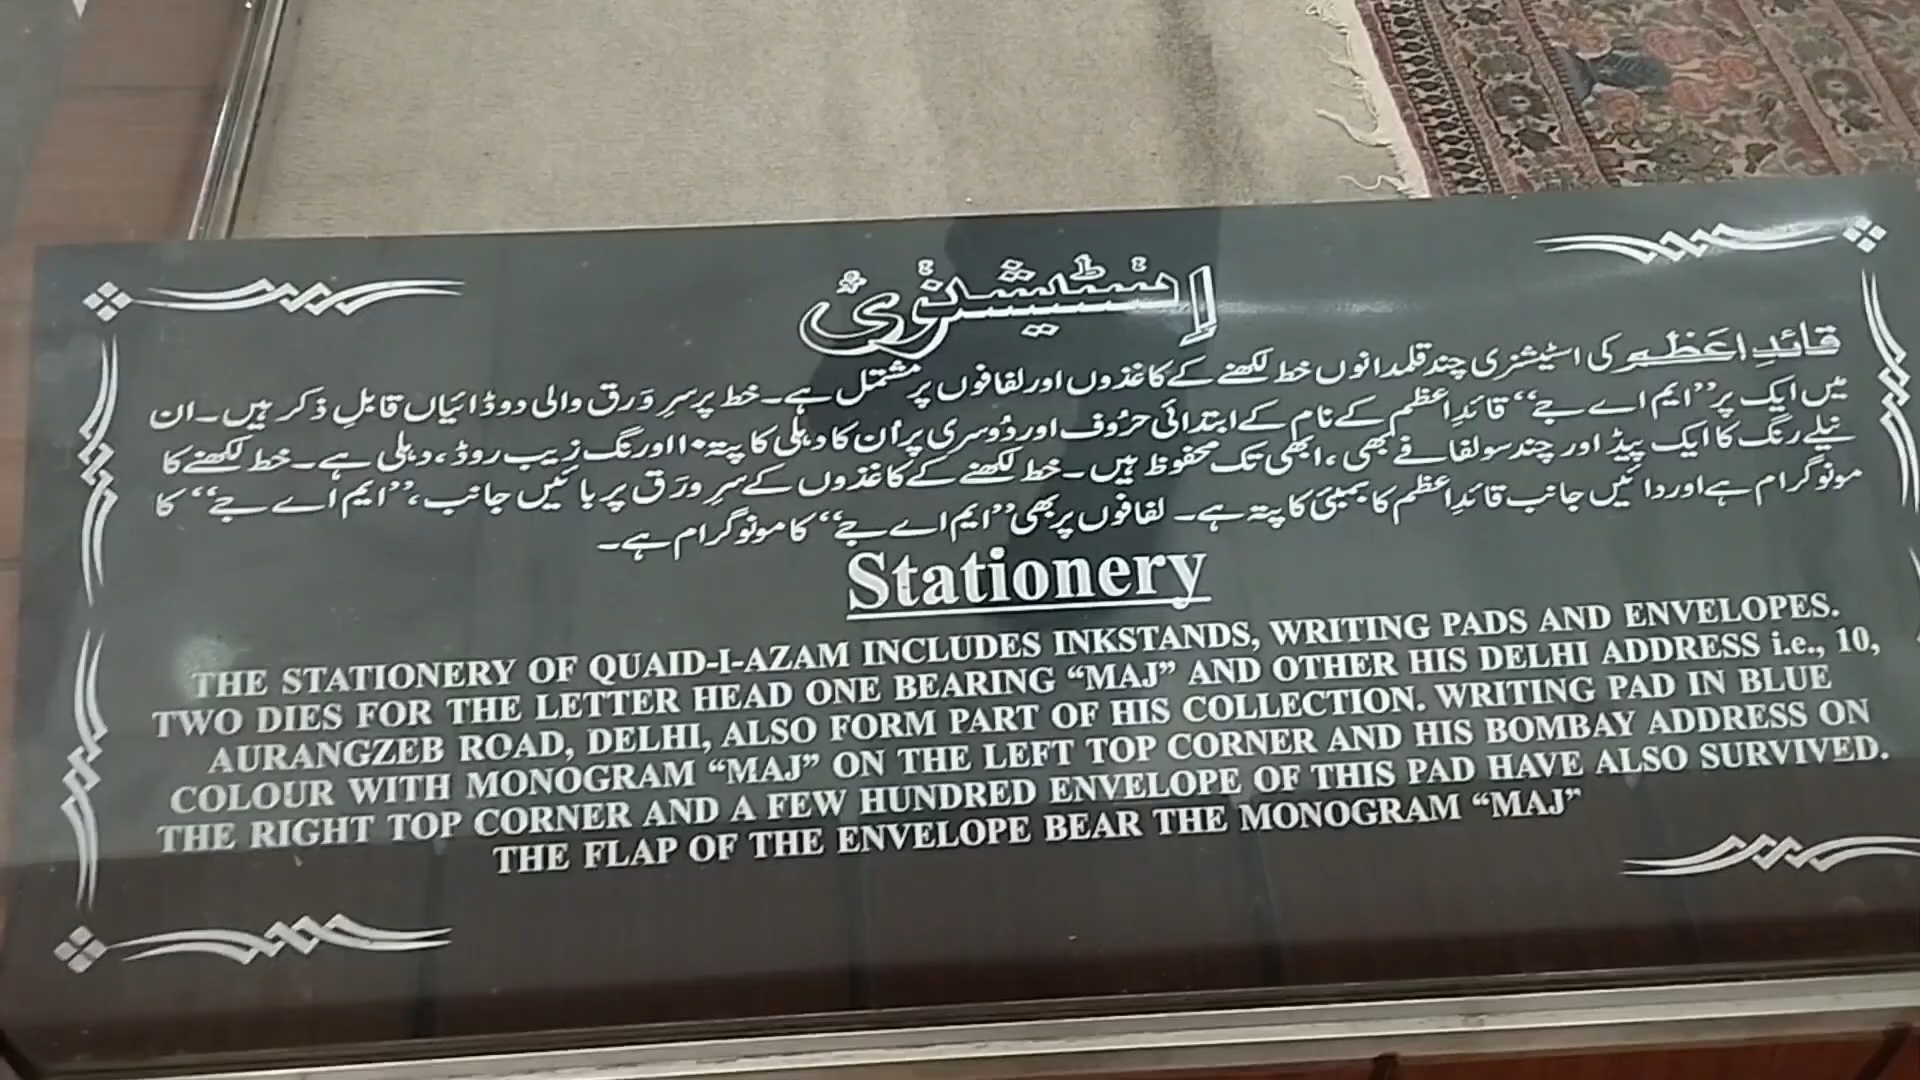 اسٹیشنری
قائدِاعظم کی اسٹیشنری چند قلمدانوں خط لکھنے کے کاغذوں اور لفافوں پر مشتمل ہے۔ خط پر سرِ وَرق والی دو ڈائیاں قابلِ ذکر ہیں۔ ان
میں ایک پر ”ایم اے جے“ قائدِاعظم کے نام کے ابتدائی حرُوف اور دُوسری پر اُن کا دہلی کا پتہ ۱۰ اورنگ زیب روڈ، دہلی ہے۔ خط لکھنے کا
نیلے رنگ کا ایک پیڈ اور چند سو لفافے بھی، ابھی تک محفوظ ہیں۔ خط لکھنے کے کاغذوں کے سرِ ورَق پر بائیں جانب، ”ایم اے جے“ کا
مونوگرام ہے اور دائیں جانب قائدِاعظم کا بمبئی کا پتہ ہے۔ لفافوں پر بھی ”ایم اے جے“ کا مونوگرام ہے۔
Stationery
THE STATIONERY OF QUAID-I-AZAM INCLUDES INKSTANDS, WRITING PADS AND ENVELOPES.
TWO DIES FOR THE LETTER HEAD ONE BEARING “MAJ” AND OTHER HIS DELHI ADDRESS i.e., 10,
AURANGZEB ROAD, DELHI, ALSO FORM PART OF HIS COLLECTION. WRITING PAD IN BLUE
COLOUR WITH MONOGRAM “MAJ” ON THE LEFT TOP CORNER AND HIS BOMBAY ADDRESS ON
THE RIGHT TOP CORNER AND A FEW HUNDRED ENVELOPE OF THIS PAD HAVE ALSO SURVIVED.
THE FLAP OF THE ENVELOPE BEAR THE MONOGRAM “MAJ”